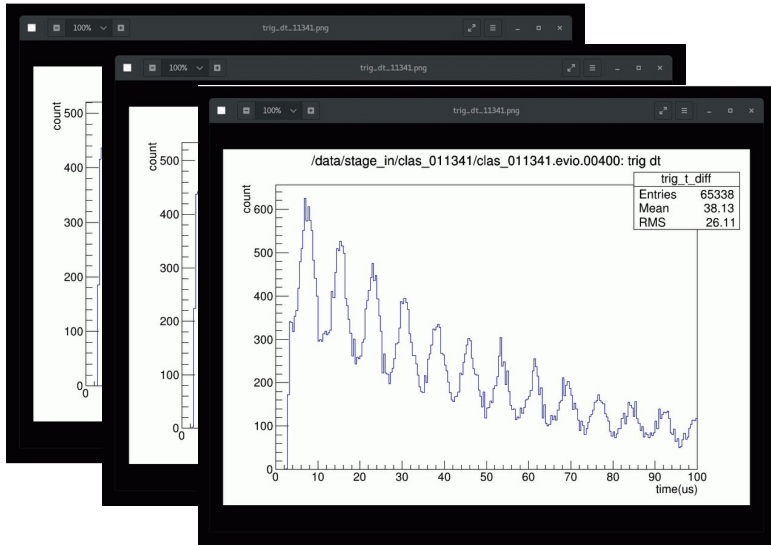 100%
trig_dt_11341.png
count
500
400
300
200
100
0
0
100%
trig_dt_11341.png
count
500
400
300
200
100
0
0
100%
trig_dt_11341.png
/data/stage_in/clas_011341/clas_011341.evio.00400: trig dt
trig_t_diff
Entries 65338
Mean 38.13
RMS 26.11
count
600
500
400
300
200
100
0
0 10 20 30 40 50 60 70 80 90 100
time(us)